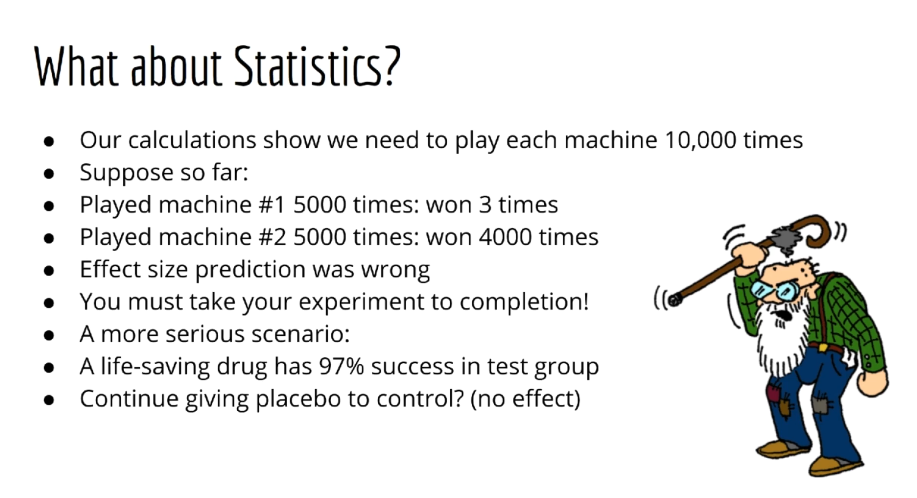 What about Statistics?
● Our calculations show we need to play each machine 10,000 times
● Suppose so far:
● Played machine #1 5000 times: won 3 times
● Played machine #2 5000 times: won 4000 times
● Effect size prediction was wrong
● You must take your experiment to completion!
● A more serious scenario:
● A life-saving drug has 97% success in test group
● Continue giving placebo to control? (no effect)